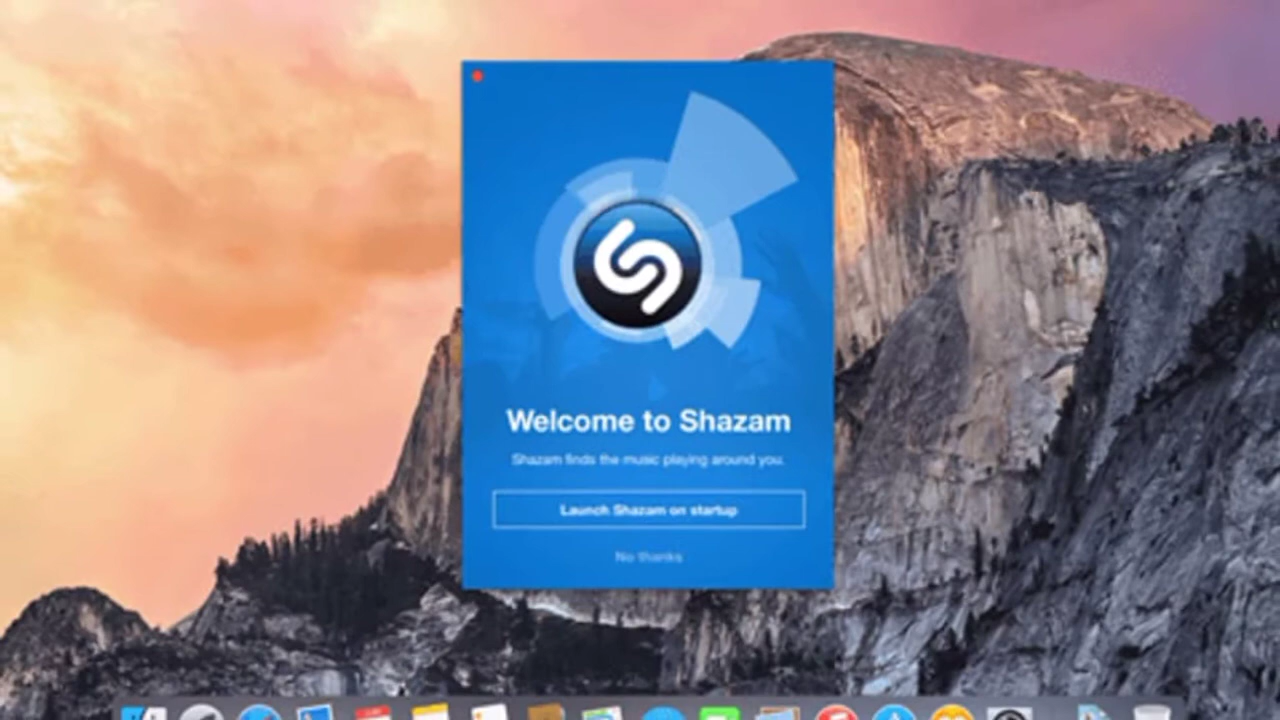 Welcome to Shazam
Shazam finds the music playing around you.
Launch Shazam on startup
No thanks